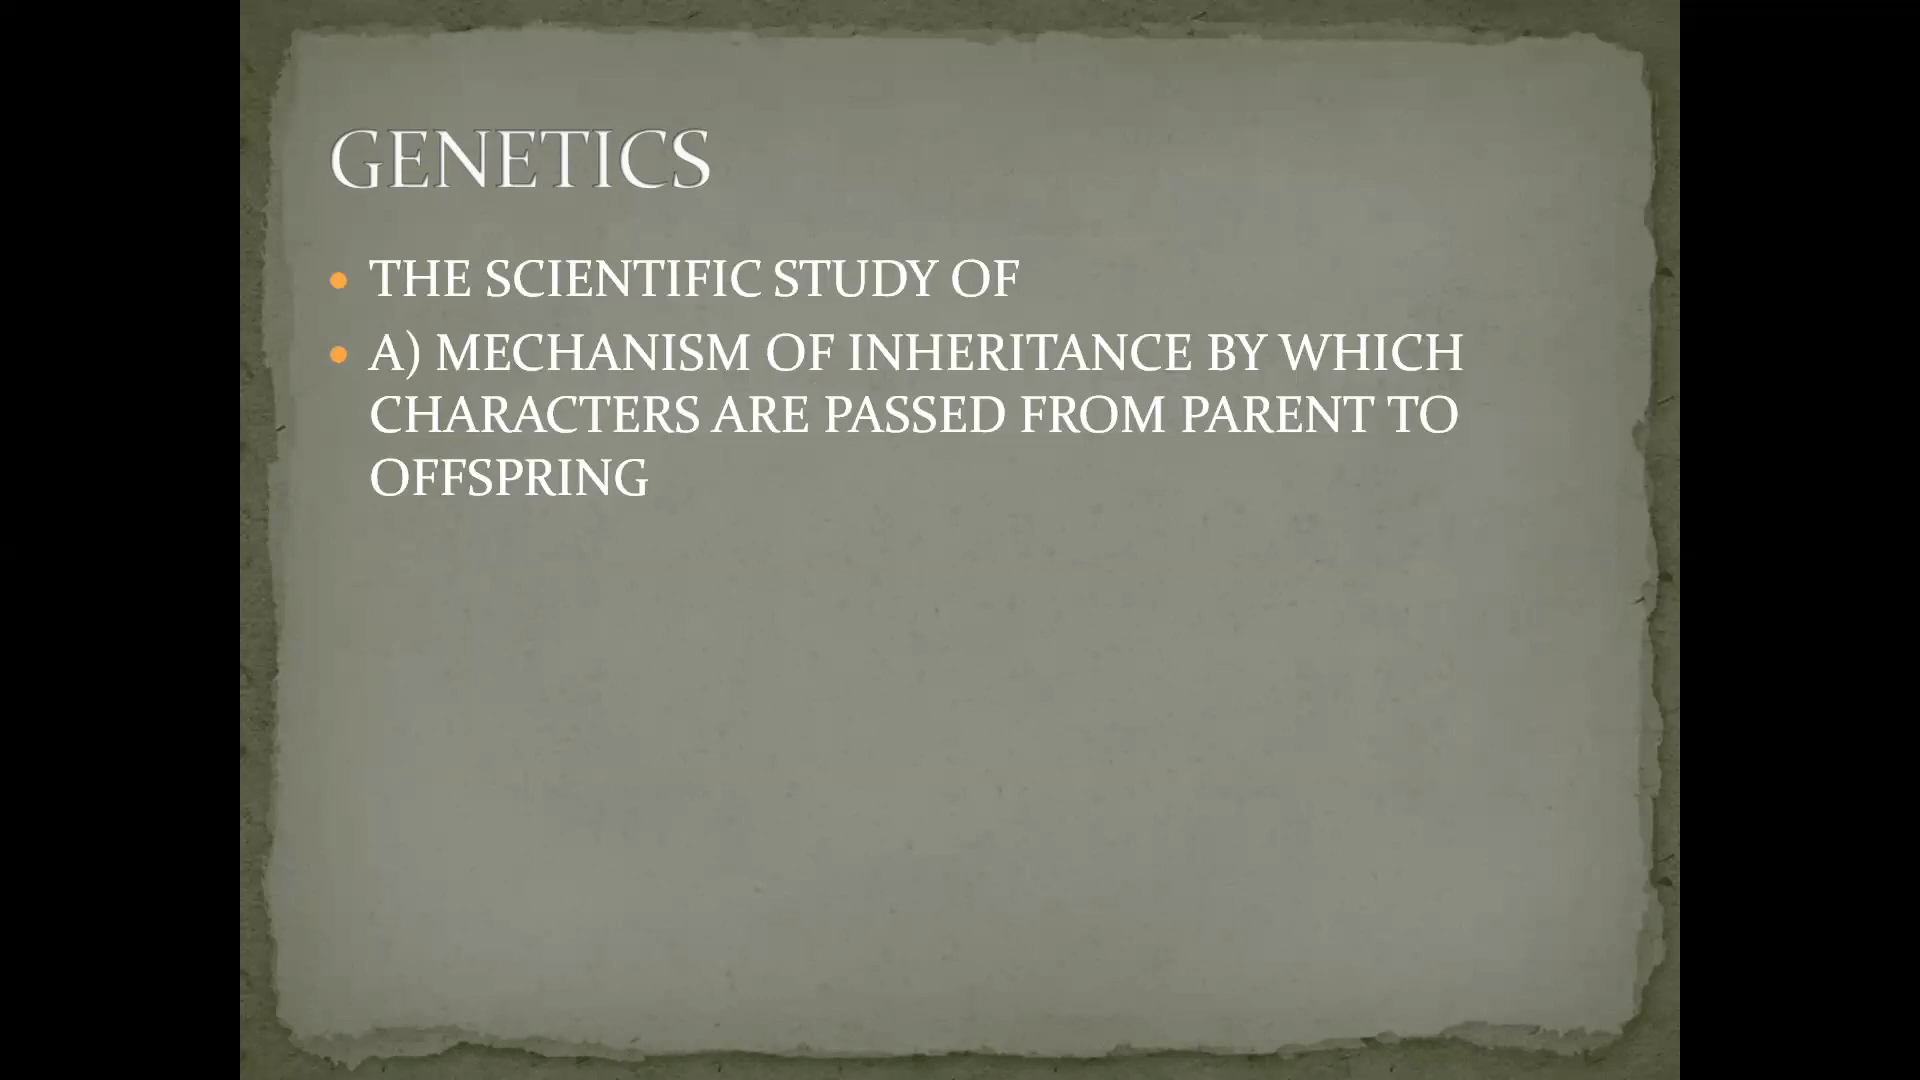 GENETICS
THE SCIENTIFIC STUDY OF
A) MECHANISM OF INHERITANCE BY WHICH
CHARACTERS ARE PASSED FROM PARENT TO
OFFSPRING